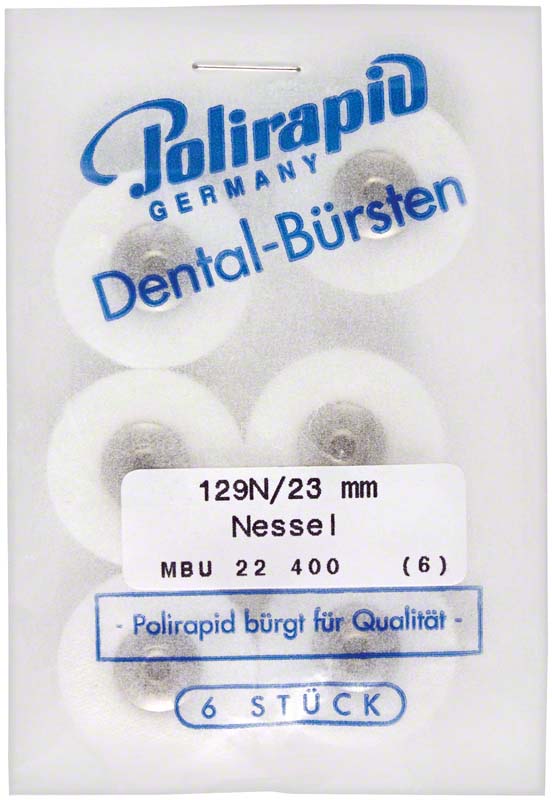 Polirapid
GERMANY
Dental-Bürsten
129N/23 mm
Nessel
MBU 22 400 (6)
- Polirapid bürgt für Qualität -
6 STÜCK